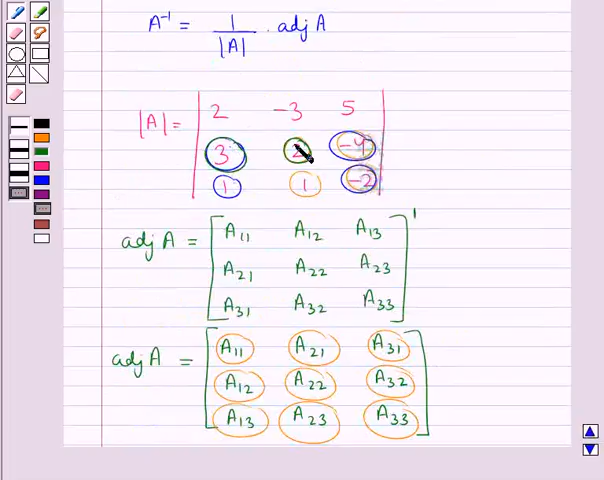 A⁻¹ = 1/|A| . adj A
|A| = | 2 -3 5 |
| 3 2 -4 |
| 1 1 -2 |
adj A = [ A₁₁ A₁₂ A₁₃ ]'
[ A₂₁ A₂₂ A₂₃ ]
[ A₃₁ A₃₂ A₃₃ ]
adj A = [ A₁₁ A₂₁ A₃₁ ]
[ A₁₂ A₂₂ A₃₂ ]
[ A₁₃ A₂₃ A₃₃ ]